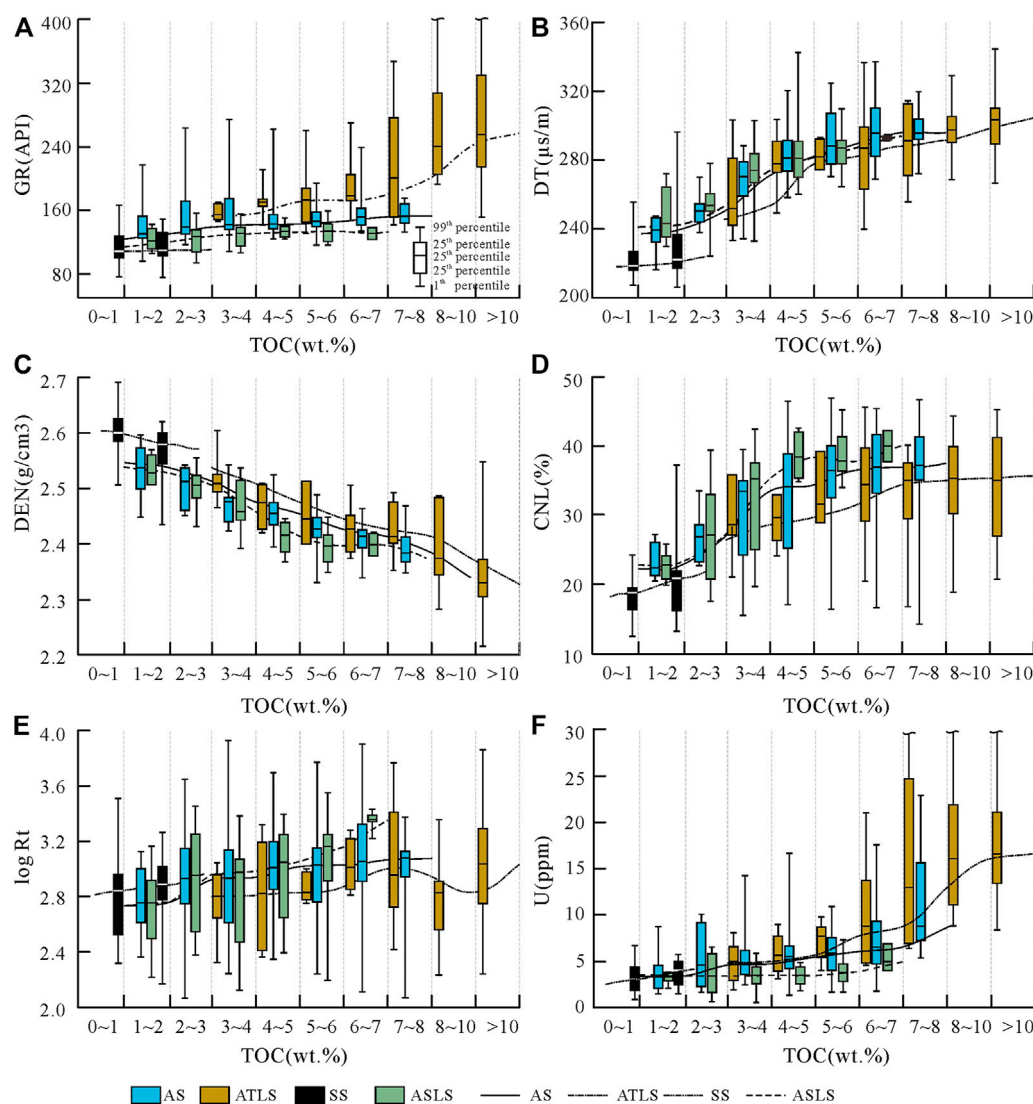 A
400
320
240
160
80
GR(API)
99th percentile
25th percentile
25th percentile
25th percentile
1th percentile
0~1 1~2 2~3 3~4 4~5 5~6 6~7 7~8 8~10 >10
TOC(wt.%)
B
360
320
280
240
200
DT(μs/m)
0~1 1~2 2~3 3~4 4~5 5~6 6~7 7~8 8~10 >10
TOC(wt.%)
C
2.7
2.6
2.5
2.4
2.3
2.2
DEN(g/cm3)
0~1 1~2 2~3 3~4 4~5 5~6 6~7 7~8 8~10 >10
TOC(wt.%)
D
50
40
30
20
10
CNL(%)
0~1 1~2 2~3 3~4 4~5 5~6 6~7 7~8 8~10 >10
TOC(wt.%)
E
4.0
3.6
3.2
2.8
2.4
2.0
logRt
0~1 1~2 2~3 3~4 4~5 5~6 6~7 7~8 8~10 >10
TOC(wt.%)
F
30
25
20
15
10
5
0
U(ppm)
0~1 1~2 2~3 3~4 4~5 5~6 6~7 7~8 8~10 >10
TOC(wt.%)
AS ATLS SS ASLS AS ATLS SS ASLS